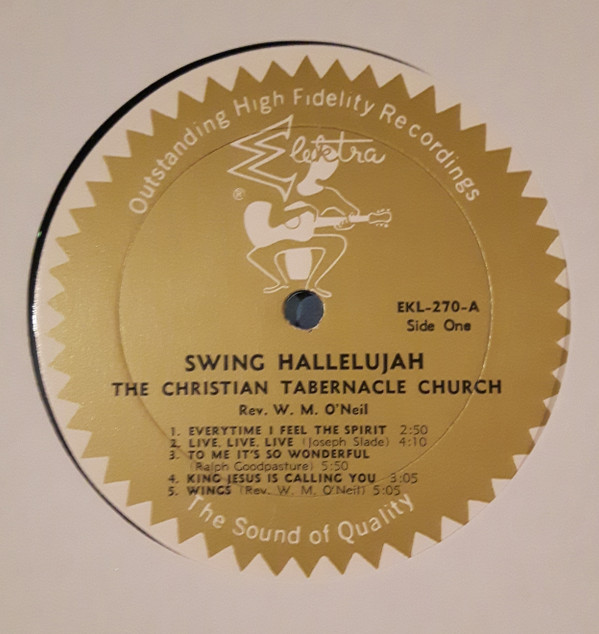 Outstanding High Fidelity Recordings
Elektra
®
EKL-270-A
Side One
SWING HALLELUJAH
THE CHRISTIAN TABERNACLE CHURCH
Rev. W. M. O'Neil
1. EVERYTIME I FEEL THE SPIRIT 2:50
2. LIVE, LIVE, LIVE (Joseph Slade) 4:10
3. TO ME IT'S SO WONDERFUL
(Ralph Goodpasture) 5:50
4. KING JESUS IS CALLING YOU 3:05
5. WINGS (Rev. W. M. O'Neil) 5:05
The Sound of Quality